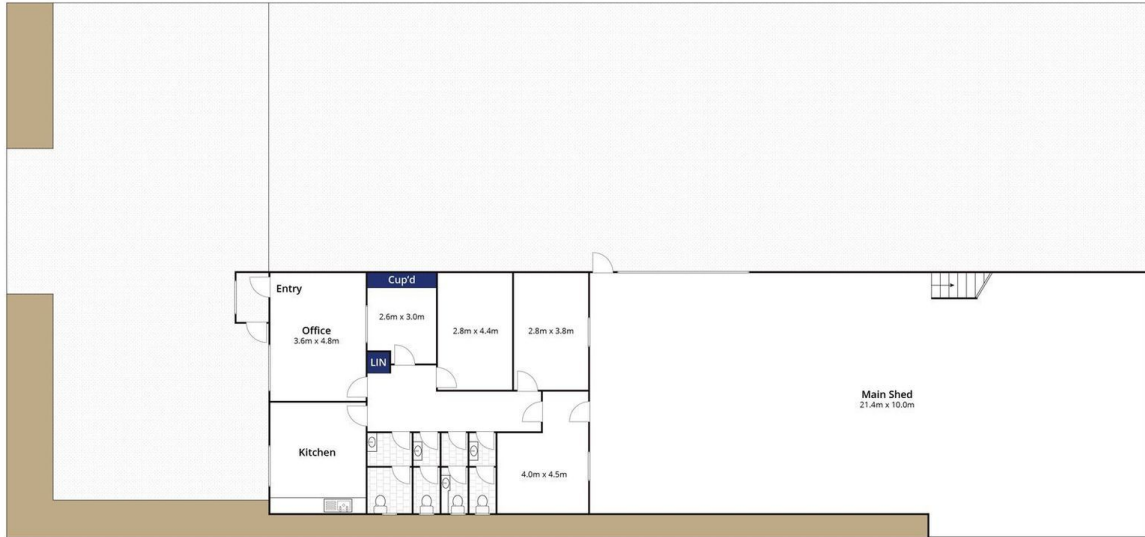 Cup'd
Entry
2.6m x 3.0m
2.8m x 4.4m
2.8m x 3.8m
Office
3.6m x 4.8m
LIN
Main Shed
21.4m x 10.0m
Kitchen
4.0m x 4.5m